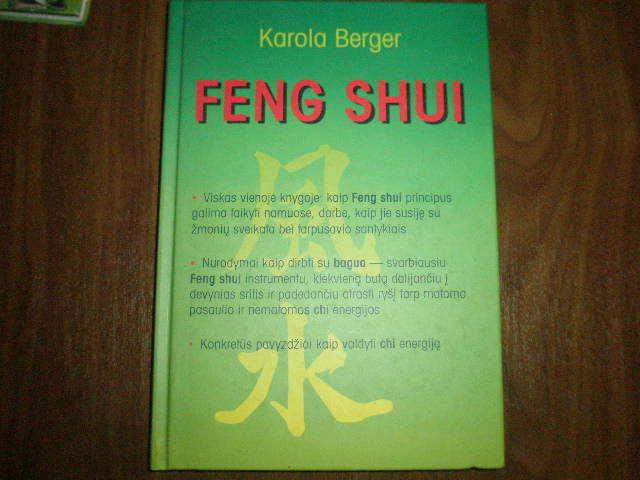 Karola Berger
FENG SHUI
風
水
• Viskas vienoje knygoje: kaip Feng shui principus
galima taikyti namuose, darbe, kaip jie susiję su
žmonių sveikata bei tarpusavio santykiais
• Nurodymai kaip dirbti su bagua — svarbiausiu
Feng shui instrumentu, kiekvieną butą dalijančiu į
devynias sritis ir padedančiu atrasti ryšį tarp matomo
pasaulio ir nematomos chi energijos
• Konkretūs pavyzdžiai kaip valdyti chi energiją